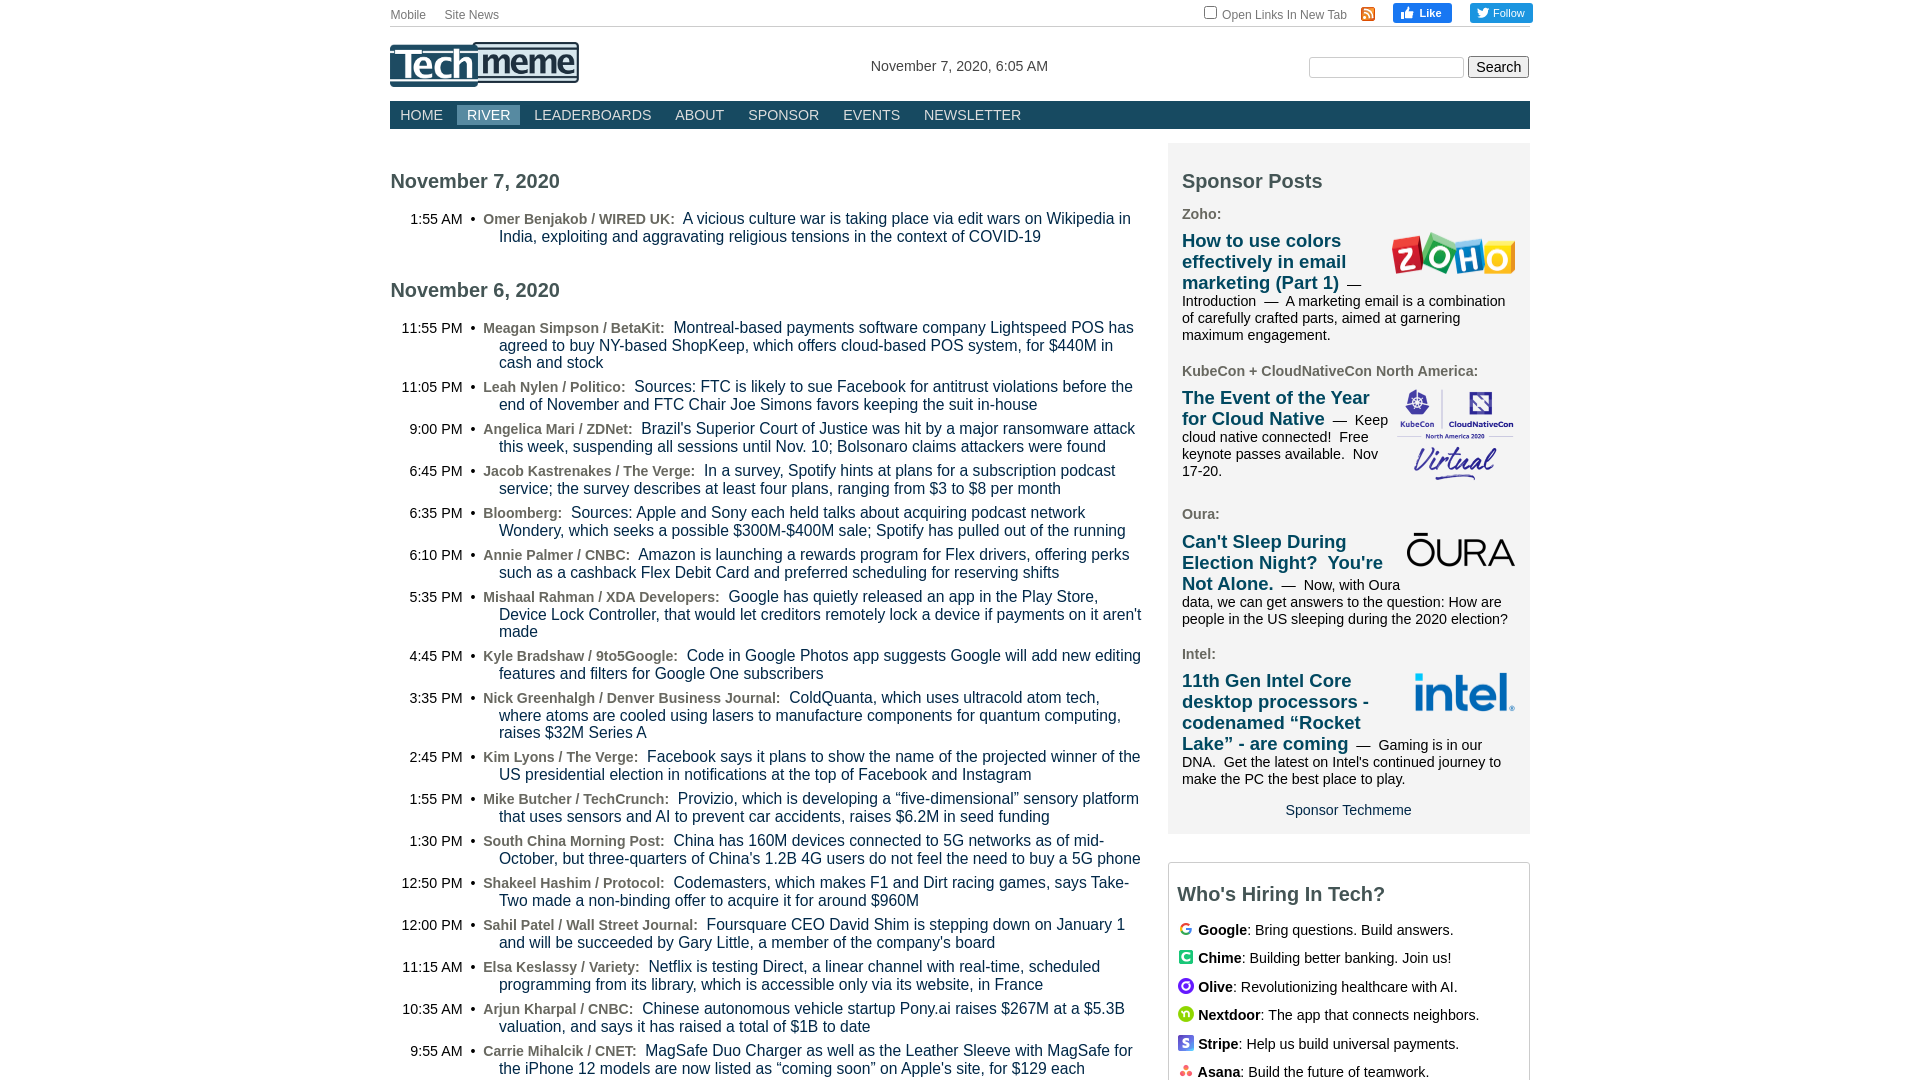 Mobile Site News Open Links In New Tab Like Follow
Techmeme
November 7, 2020, 6:05 AM
Search
HOME RIVER LEADERBOARDS ABOUT SPONSOR EVENTS NEWSLETTER
November 7, 2020
1:55 AM • Omer Benjakob / WIRED UK: A vicious culture war is taking place via edit wars on Wikipedia in
India, exploiting and aggravating religious tensions in the context of COVID-19
November 6, 2020
11:55 PM • Meagan Simpson / BetaKit: Montreal-based payments software company Lightspeed POS has
agreed to buy NY-based ShopKeep, which offers cloud-based POS system, for $440M in
cash and stock
11:05 PM • Leah Nylen / Politico: Sources: FTC is likely to sue Facebook for antitrust violations before the
end of November and FTC Chair Joe Simons favors keeping the suit in-house
9:00 PM • Angelica Mari / ZDNet: Brazil's Superior Court of Justice was hit by a major ransomware attack
this week, suspending all sessions until Nov. 10; Bolsonaro claims attackers were found
6:45 PM • Jacob Kastrenakes / The Verge: In a survey, Spotify hints at plans for a subscription podcast
service; the survey describes at least four plans, ranging from $3 to $8 per month
6:35 PM • Bloomberg: Sources: Apple and Sony each held talks about acquiring podcast network
Wondery, which seeks a possible $300M-$400M sale; Spotify has pulled out of the running
6:10 PM • Annie Palmer / CNBC: Amazon is launching a rewards program for Flex drivers, offering perks
such as a cashback Flex Debit Card and preferred scheduling for reserving shifts
5:35 PM • Mishaal Rahman / XDA Developers: Google has quietly released an app in the Play Store,
Device Lock Controller, that would let creditors remotely lock a device if payments on it aren't
made
4:45 PM • Kyle Bradshaw / 9to5Google: Code in Google Photos app suggests Google will add new editing
features and filters for Google One subscribers
3:35 PM • Nick Greenhalgh / Denver Business Journal: ColdQuanta, which uses ultracold atom tech,
where atoms are cooled using lasers to manufacture components for quantum computing,
raises $32M Series A
2:45 PM • Kim Lyons / The Verge: Facebook says it plans to show the name of the projected winner of the
US presidential election in notifications at the top of Facebook and Instagram
1:55 PM • Mike Butcher / TechCrunch: Provizio, which is developing a “five-dimensional” sensory platform
that uses sensors and AI to prevent car accidents, raises $6.2M in seed funding
1:30 PM • South China Morning Post: China has 160M devices connected to 5G networks as of mid-
October, but three-quarters of China's 1.2B 4G users do not feel the need to buy a 5G phone
12:50 PM • Shakeel Hashim / Protocol: Codemasters, which makes F1 and Dirt racing games, says Take-
Two made a non-binding offer to acquire it for around $960M
12:00 PM • Sahil Patel / Wall Street Journal: Foursquare CEO David Shim is stepping down on January 1
and will be succeeded by Gary Little, a member of the company's board
11:15 AM • Elsa Keslassy / Variety: Netflix is testing Direct, a linear channel with real-time, scheduled
programming from its library, which is accessible only via its website, in France
10:35 AM • Arjun Kharpal / CNBC: Chinese autonomous vehicle startup Pony.ai raises $267M at a $5.3B
valuation, and says it has raised a total of $1B to date
9:55 AM • Carrie Mihalcik / CNET: MagSafe Duo Charger as well as the Leather Sleeve with MagSafe for
the iPhone 12 models are now listed as “coming soon” on Apple's site, for $129 each
Sponsor Posts
Zoho:
ZOHO
How to use colors
effectively in email
marketing (Part 1) —
Introduction — A marketing email is a combination
of carefully crafted parts, aimed at garnering
maximum engagement.
KubeCon + CloudNativeCon North America:
KubeCon CloudNativeCon
North America 2020
Virtual
The Event of the Year
for Cloud Native — Keep
cloud native connected! Free
keynote passes available. Nov
17-20.
Oura:
ŌURA
Can't Sleep During
Election Night? You're
Not Alone. — Now, with Oura
data, we can get answers to the question: How are
people in the US sleeping during the 2020 election?
Intel:
intel®
11th Gen Intel Core
desktop processors -
codenamed “Rocket
Lake” - are coming — Gaming is in our
DNA. Get the latest on Intel's continued journey to
make the PC the best place to play.
Sponsor Techmeme
Who's Hiring In Tech?
Google: Bring questions. Build answers.
Chime: Building better banking. Join us!
Olive: Revolutionizing healthcare with AI.
Nextdoor: The app that connects neighbors.
Stripe: Help us build universal payments.
Asana: Build the future of teamwork.